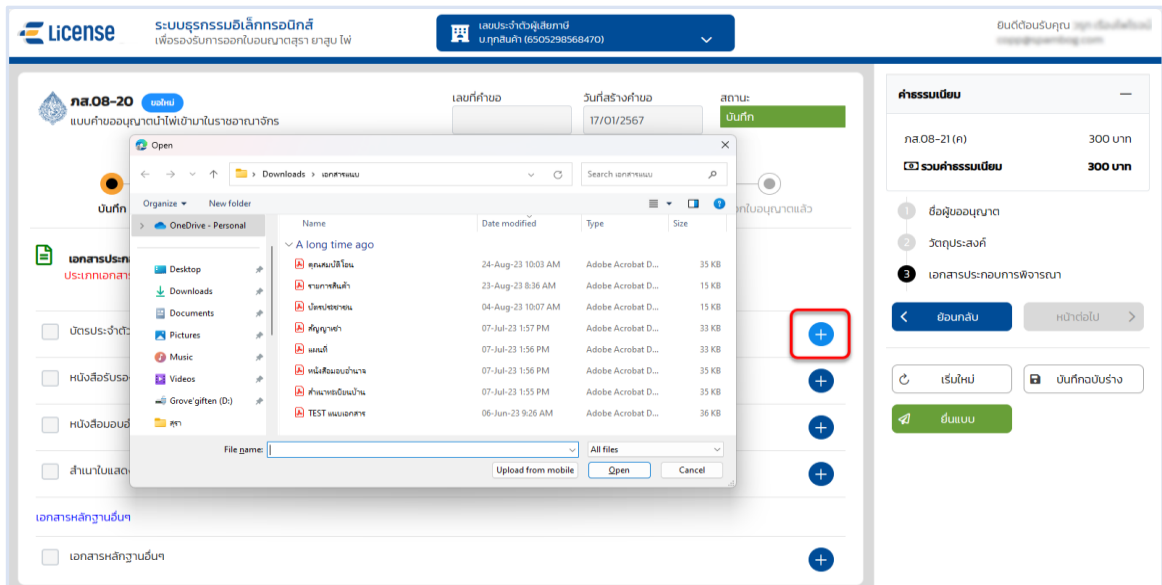 License
ระบบธุรกรรมอิเล็กทรอนิกส์
เพื่อรองรับการออกใบอนุญาตสุรา ยาสูบ ไพ่
เลขประจำตัวผู้เสียภาษี
บ.ทุกสินค้า (6505298568470)
ยินดีต้อนรับคุณ
ภส.08-20 ขอใหม่
แบบคำขออนุญาตนำไพ่เข้ามาในราชอาณาจักร
เลขที่คำขอ
วันที่สร้างคำขอ
17/01/2567
สถานะ
บันทึก
บันทึก
อกใบอนุญาตแล้ว
เอกสารประก
ประเภทเอกสาร
บัตรประจำตัว
หนังสือรับรอ
หนังสือมอบอ
สำเนาใบแสด
เอกสารหลักฐานอื่นๆ
เอกสารหลักฐานอื่นๆ
Open
Downloads › เอกสารแนบ
Search เอกสารแนบ
Organize
New folder
Name Date modified Type Size
OneDrive - Personal
Desktop
Downloads
Documents
Pictures
Music
Videos
Grove'giften (D:)
สุรา
A long time ago
คุณสมบัติโอน 24-Aug-23 10:03 AM Adobe Acrobat D... 35 KB
รายการสินค้า 23-Aug-23 8:36 AM Adobe Acrobat D... 15 KB
บัตรประชาชน 04-Aug-23 10:07 AM Adobe Acrobat D... 15 KB
สัญญาเช่า 07-Jul-23 1:57 PM Adobe Acrobat D... 33 KB
แผนที่ 07-Jul-23 1:56 PM Adobe Acrobat D... 33 KB
หนังสือมอบอำนาจ 07-Jul-23 1:56 PM Adobe Acrobat D... 35 KB
สำเนาทะเบียนบ้าน 07-Jul-23 1:55 PM Adobe Acrobat D... 35 KB
TEST แนบเอกสาร 06-Jun-23 9:26 AM Adobe Acrobat D... 36 KB
File name:
All files
Upload from mobile
Open
Cancel
ค่าธรรมเนียม
ภส.08-21 (ค) 300 บาท
รวมค่าธรรมเนียม 300 บาท
1 ชื่อผู้ขออนุญาต
2 วัตถุประสงค์
3 เอกสารประกอบการพิจารณา
ย้อนกลับ
หน้าต่อไป
เริ่มใหม่
บันทึกฉบับร่าง
ยื่นแบบ